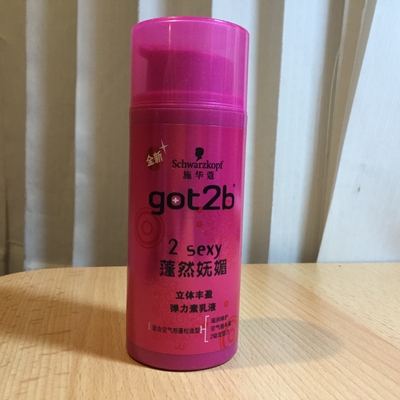 全新
Schwarzkopf
施华蔻
got2b
2 sexy
蓬然妩媚
立体丰盈
弹力素乳液